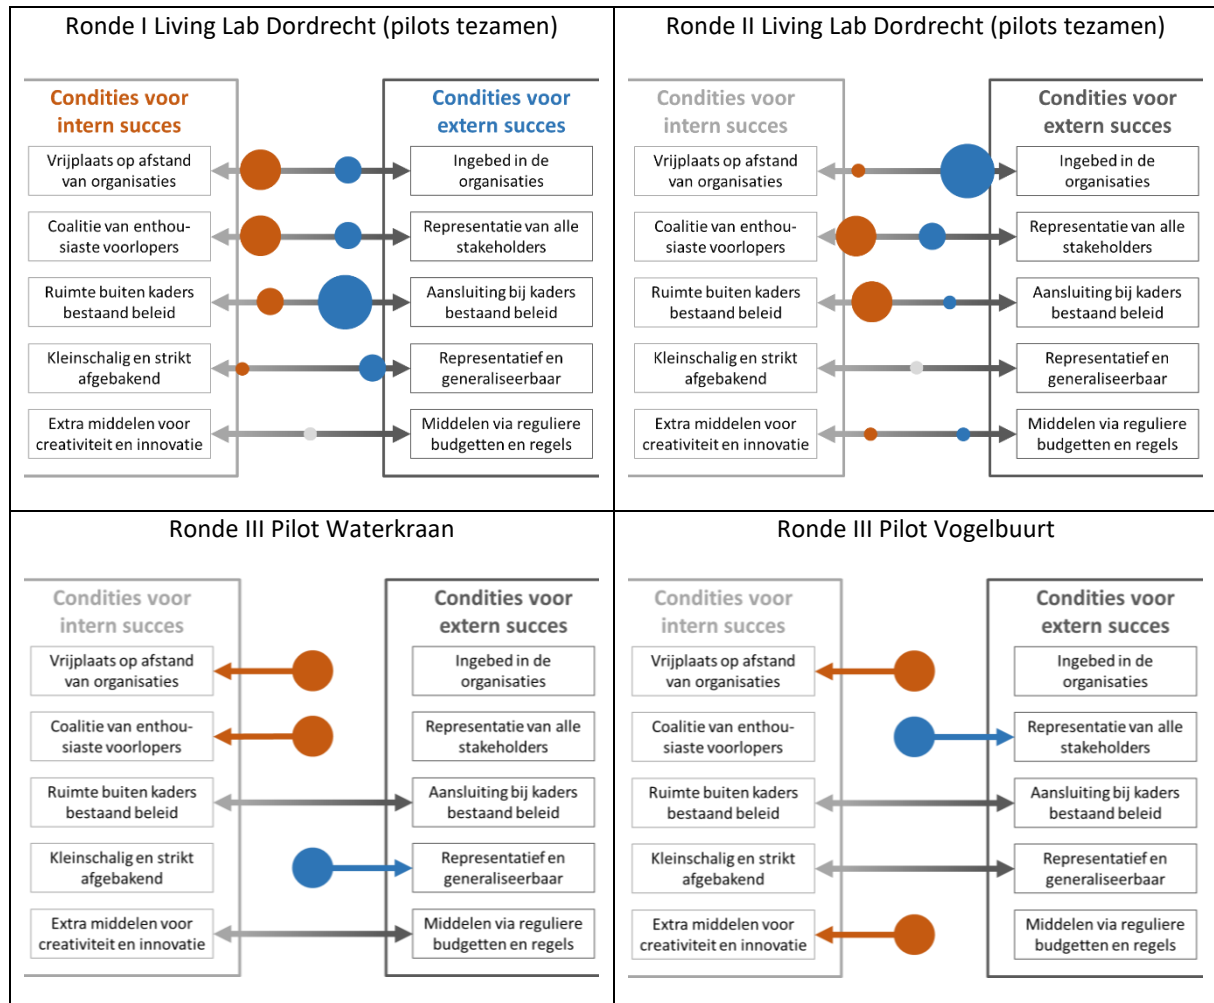 Ronde I Living Lab Dordrecht (pilots tezamen)
Condities voor
intern succes
Condities voor
extern succes
Vrijplaats op afstand
van organisaties
Ingebed in de
organisaties
Coalitie van enthou-
siaste voorlopers
Representatie van alle
stakeholders
Ruimte buiten kaders
bestaand beleid
Aansluiting bij kaders
bestaand beleid
Kleinschalig en strikt
afgebakend
Representatief en
generaliseerbaar
Extra middelen voor
creativiteit en innovatie
Middelen via reguliere
budgetten en regels
Ronde II Living Lab Dordrecht (pilots tezamen)
Condities voor
intern succes
Condities voor
extern succes
Vrijplaats op afstand
van organisaties
Ingebed in de
organisaties
Coalitie van enthou-
siaste voorlopers
Representatie van alle
stakeholders
Ruimte buiten kaders
bestaand beleid
Aansluiting bij kaders
bestaand beleid
Kleinschalig en strikt
afgebakend
Representatief en
generaliseerbaar
Extra middelen voor
creativiteit en innovatie
Middelen via reguliere
budgetten en regels
Ronde III Pilot Waterkraan
Condities voor
intern succes
Condities voor
extern succes
Vrijplaats op afstand
van organisaties
Ingebed in de
organisaties
Coalitie van enthou-
siaste voorlopers
Representatie van alle
stakeholders
Ruimte buiten kaders
bestaand beleid
Aansluiting bij kaders
bestaand beleid
Kleinschalig en strikt
afgebakend
Representatief en
generaliseerbaar
Extra middelen voor
creativiteit en innovatie
Middelen via reguliere
budgetten en regels
Ronde III Pilot Vogelbuurt
Condities voor
intern succes
Condities voor
extern succes
Vrijplaats op afstand
van organisaties
Ingebed in de
organisaties
Coalitie van enthou-
siaste voorlopers
Representatie van alle
stakeholders
Ruimte buiten kaders
bestaand beleid
Aansluiting bij kaders
bestaand beleid
Kleinschalig en strikt
afgebakend
Representatief en
generaliseerbaar
Extra middelen voor
creativiteit en innovatie
Middelen via reguliere
budgetten en regels